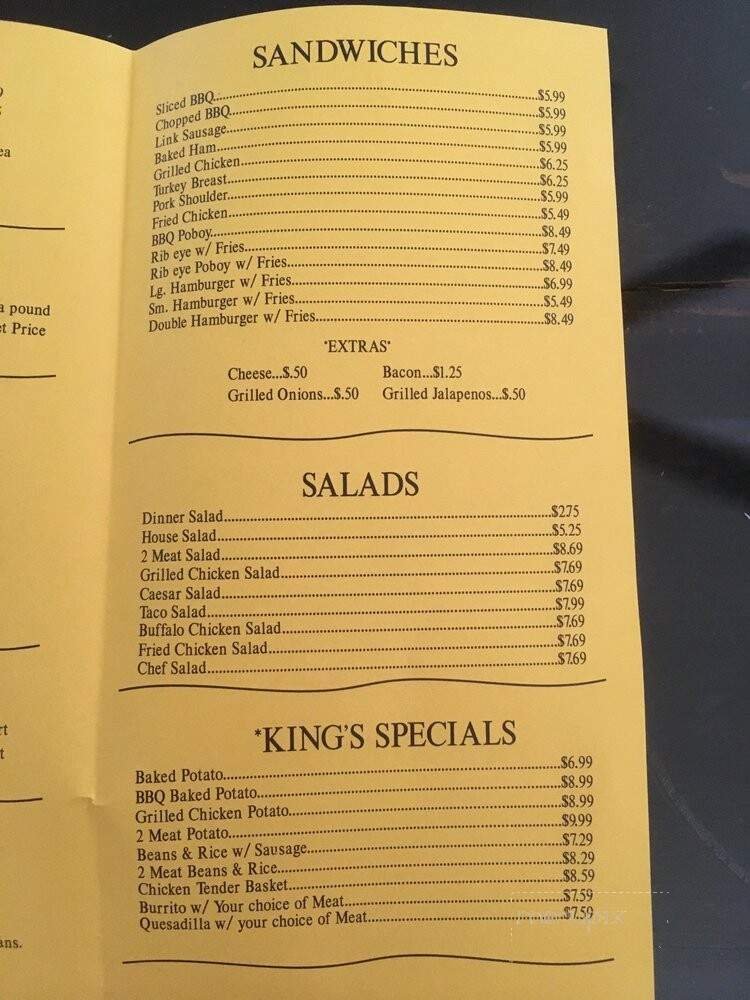 ea
a pound
et Price
rt
t
ans.
SANDWICHES
Sliced BBQ...$5.99
Chopped BBQ...$5.99
Link Sausage...$5.99
Baked Ham...$5.99
Grilled Chicken...$6.25
Turkey Breast...$6.25
Pork Shoulder...$5.99
Fried Chicken...$5.49
BBQ Poboy...$8.49
Rib eye w/ Fries...$7.49
Rib eye Poboy w/ Fries...$8.49
Lg. Hamburger w/ Fries...$6.99
Sm. Hamburger w/ Fries...$5.49
Double Hamburger w/ Fries...$8.49
*EXTRAS*
Cheese...$.50 Bacon...$1.25
Grilled Onions...$.50 Grilled Jalapenos...$.50
SALADS
Dinner Salad...$2.75
House Salad...$5.25
2 Meat Salad...$8.69
Grilled Chicken Salad...$7.69
Caesar Salad...$7.69
Taco Salad...$7.99
Buffalo Chicken Salad...$7.69
Fried Chicken Salad...$7.69
Chef Salad...$7.69
*KING'S SPECIALS
Baked Potato...$6.99
BBQ Baked Potato...$8.99
Grilled Chicken Potato...$8.99
2 Meat Potato...$9.99
Beans & Rice w/ Sausage...$7.29
2 Meat Beans & Rice...$8.29
Chicken Tender Basket...$8.59
Burrito w/ Your choice of Meat...$7.59
Quesadilla w/ your choice of Meat...$7.59